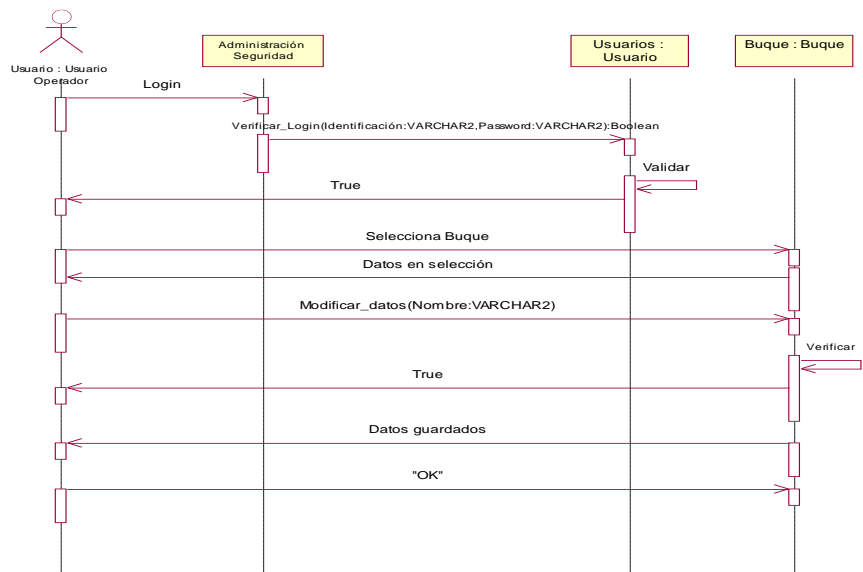 Usuario : Usuario
Operador
Administración
Seguridad
Usuarios :
Usuario
Buque : Buque
Login
Verificar_Login(Identificación:VARCHAR2,Password:VARCHAR2):Boolean
Validar
True
Selecciona Buque
Datos en selección
Modificar_datos(Nombre:VARCHAR2)
Verificar
True
Datos guardados
"OK"